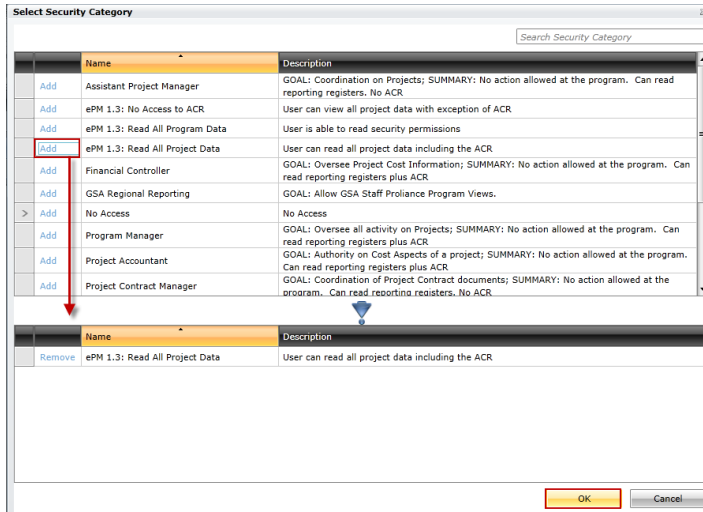 Select Security Category
Search Security Category
Name Description
Add Assistant Project Manager GOAL: Coordination on Projects; SUMMARY: No action allowed at the program. Can read
reporting registers. No ACR
Add ePM 1.3: No Access to ACR User can view all project data with exception of ACR
Add ePM 1.3: Read All Program Data User is able to read security permissions
Add ePM 1.3: Read All Project Data User can read all project data including the ACR
Add Financial Controller GOAL: Oversee Project Cost Information; SUMMARY: No action allowed at the program. Can
read reporting registers plus ACR
Add GSA Regional Reporting GOAL: Allow GSA Staff Proliance Program Views.
> Add No Access No Access
Add Program Manager GOAL: Oversee all activity on Projects; SUMMARY: No action allowed at the program. Can
read reporting registers plus ACR
Add Project Accountant GOAL: Authority on Cost Aspects of a project; SUMMARY: No action allowed at the program.
Can read reporting registers plus ACR
Add Project Contract Manager GOAL: Coordination of Project Contract documents; SUMMARY: No action allowed at the
program. Can read reporting registers. No ACR
Name Description
Remove ePM 1.3: Read All Project Data User can read all project data including the ACR
OK Cancel